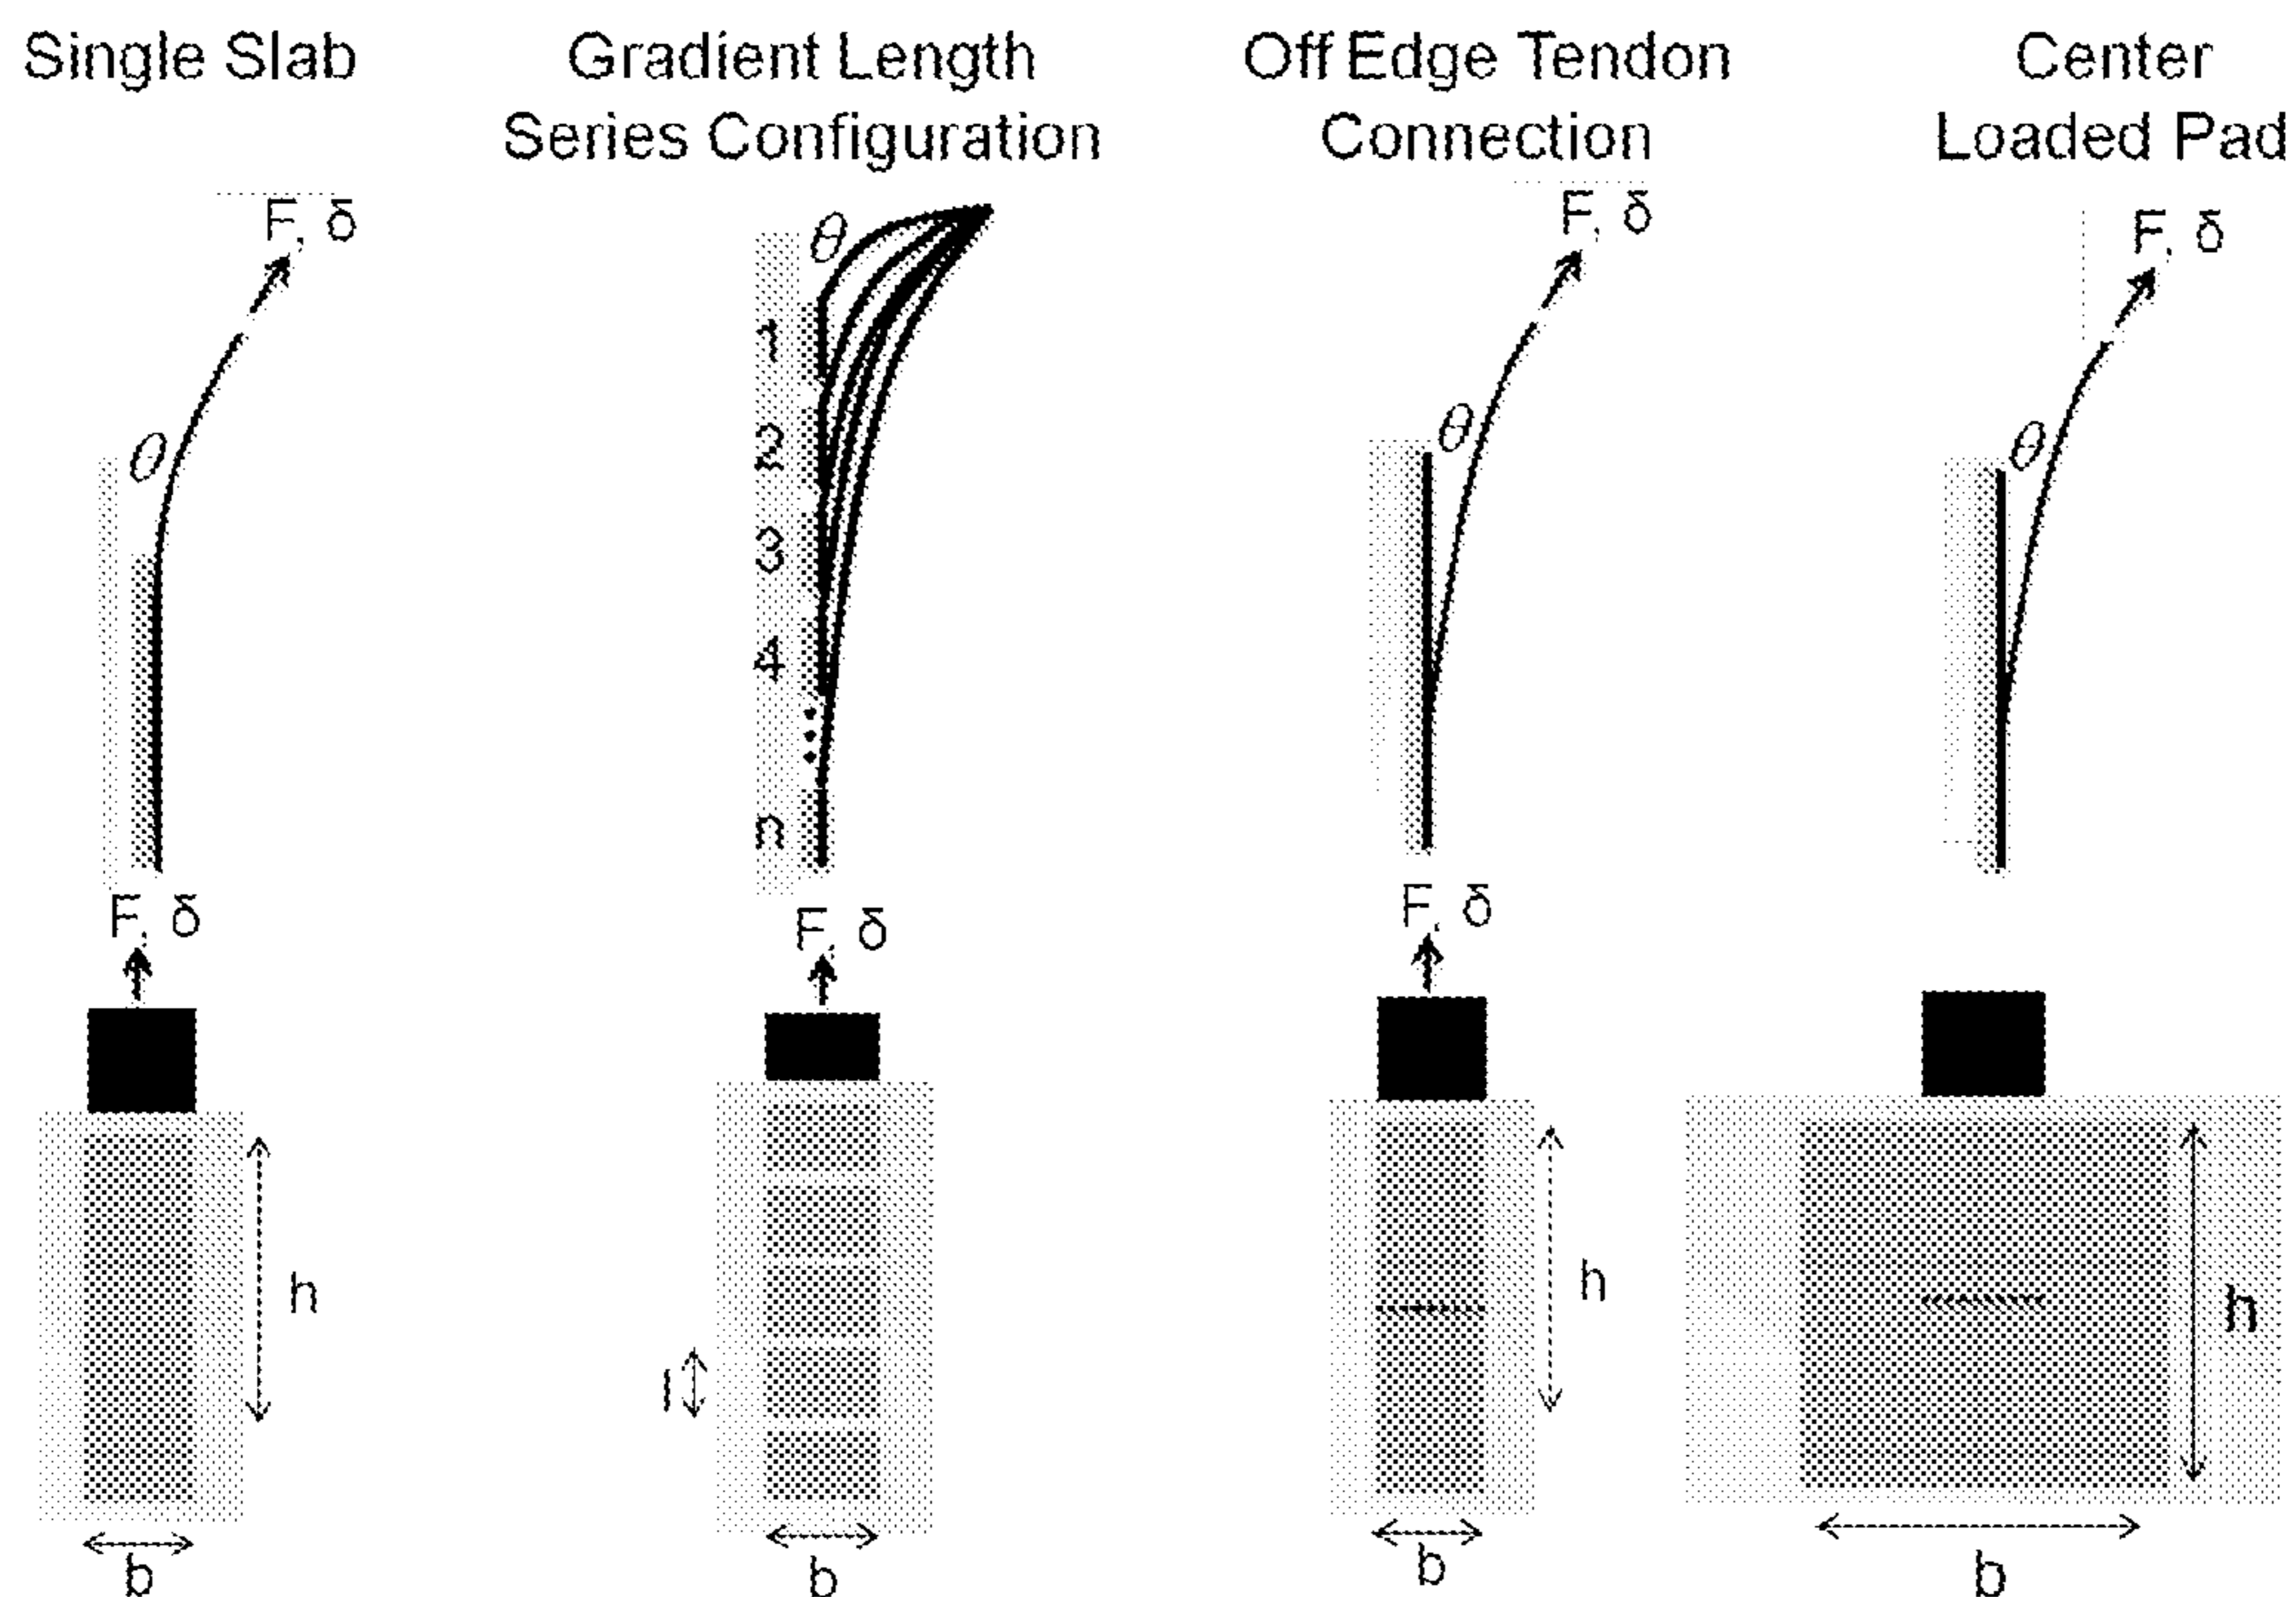 Single Slab
Gradient Length
Series Configuration
Off Edge Tendon
Connection
Center
Loaded Pad
F, δ
θ
F, δ
h
b
θ
1
2
3
4
n
F, δ
l
b
F, δ
θ
F, δ
h
b
F, δ
θ
h
b